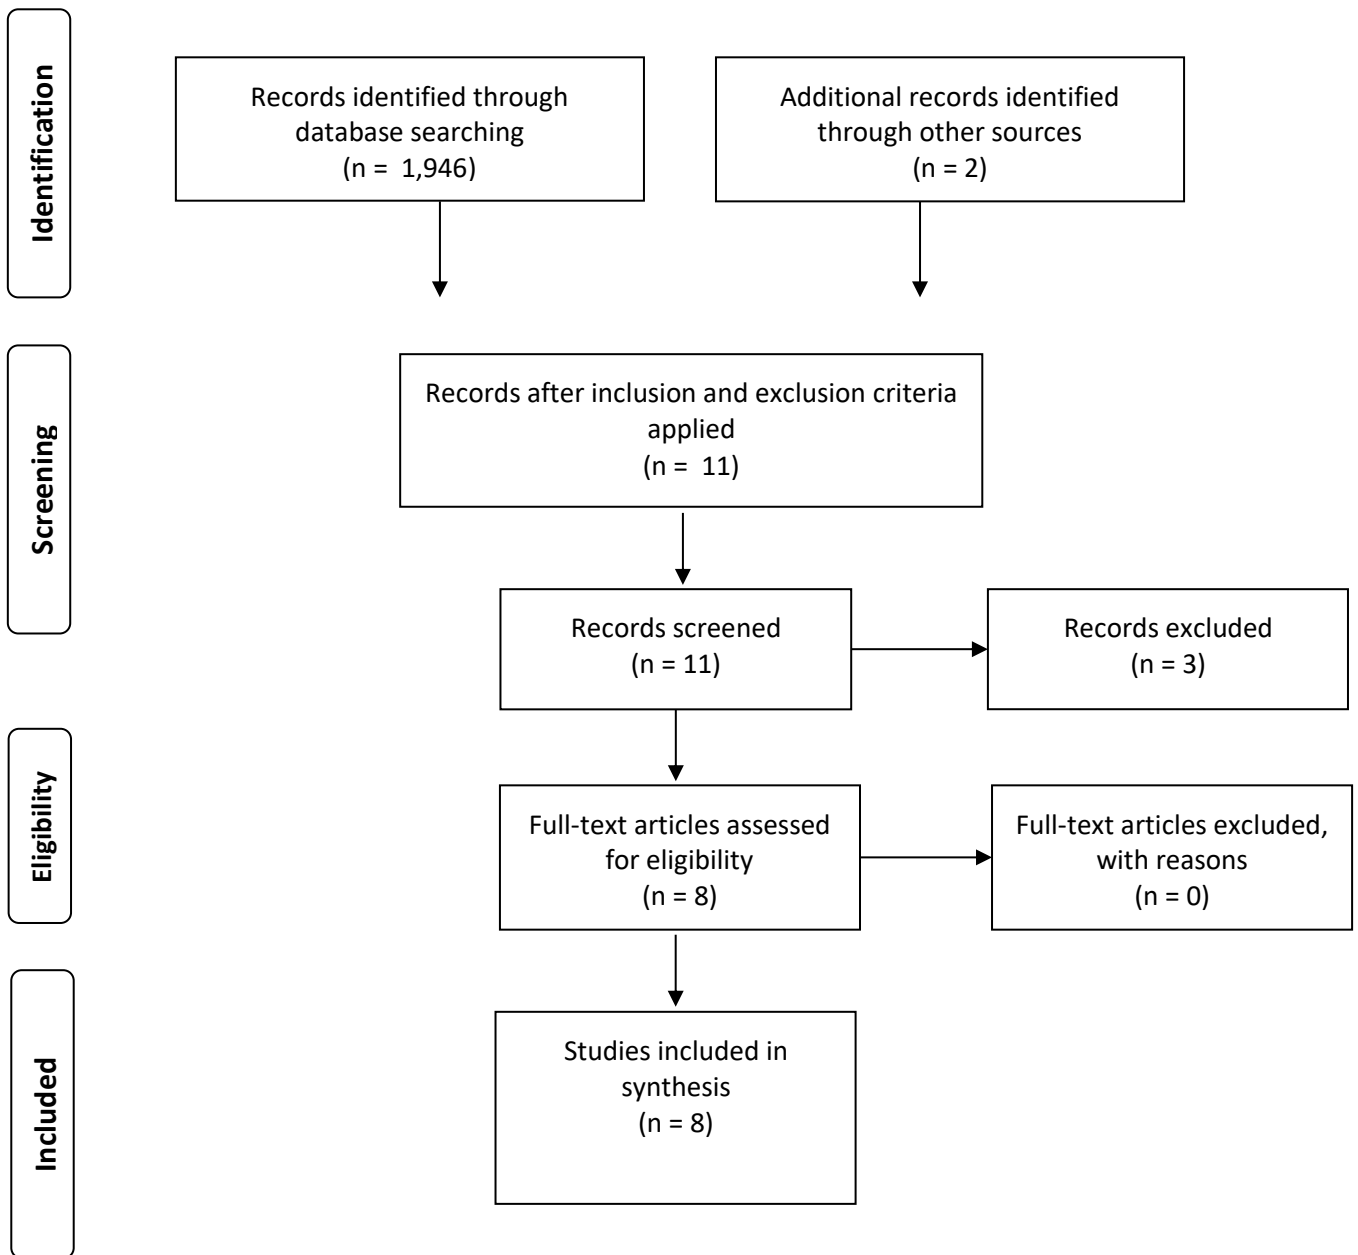 Identification
Records identified through
database searching
(n =  1,946)
Additional records identified
through other sources
(n = 2)
Screening
Records after inclusion and exclusion criteria
applied
(n =  11)
Records screened
(n = 11)
Records excluded
(n = 3)
Eligibility
Full-text articles assessed
for eligibility
(n = 8)
Full-text articles excluded,
with reasons
(n = 0)
Included
Studies included in
synthesis
(n = 8)